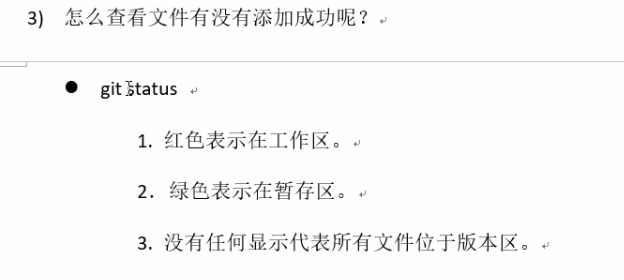 3) 怎么查看文件有没有添加成功呢？
● git status
1. 红色表示在工作区。
2. 绿色表示在暂存区。
3. 没有任何显示代表所有文件位于版本区。